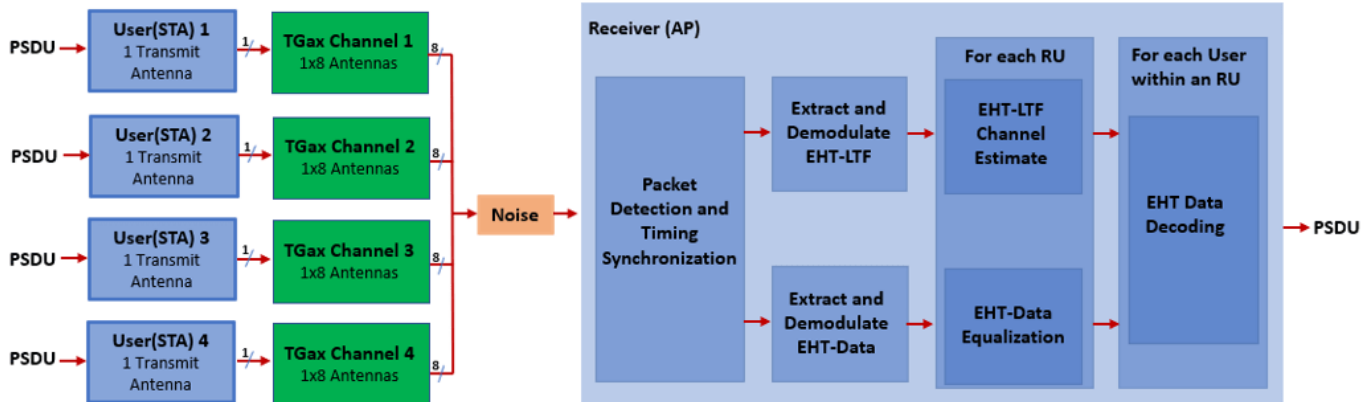 PSDU
User(STA) 1
1 Transmit
Antenna
1
TGax Channel 1
1x8 Antennas
8
PSDU
User(STA) 2
1 Transmit
Antenna
1
TGax Channel 2
1x8 Antennas
8
PSDU
User(STA) 3
1 Transmit
Antenna
1
TGax Channel 3
1x8 Antennas
8
PSDU
User(STA) 4
1 Transmit
Antenna
1
TGax Channel 4
1x8 Antennas
8
Noise
Receiver (AP)
Packet
Detection and
Timing
Synchronization
Extract and
Demodulate
EHT-LTF
Extract and
Demodulate
EHT-Data
For each RU
EHT-LTF
Channel
Estimate
EHT-Data
Equalization
For each User
within an RU
EHT Data
Decoding
PSDU